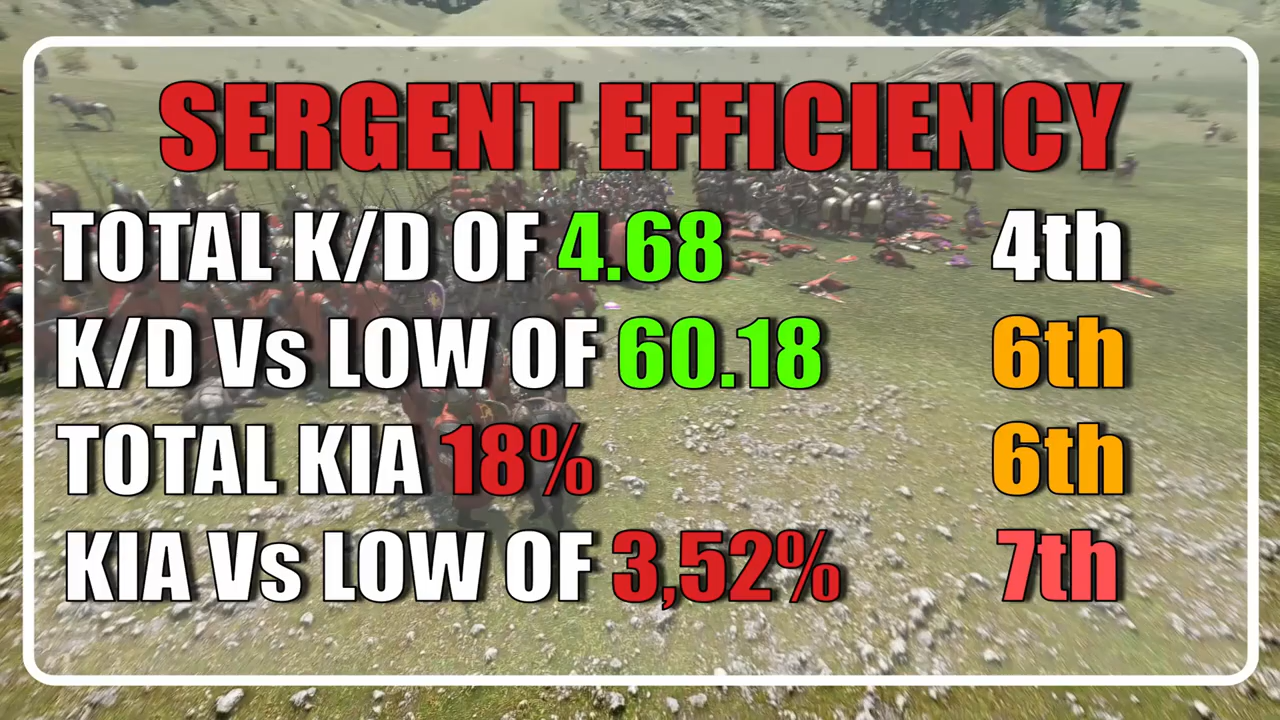 SERGENT EFFICIENCY
TOTAL K/D OF 4.68 4th
K/D Vs LOW OF 60.18 6th
TOTAL KIA 18% 6th
KIA Vs LOW OF 3,52% 7th